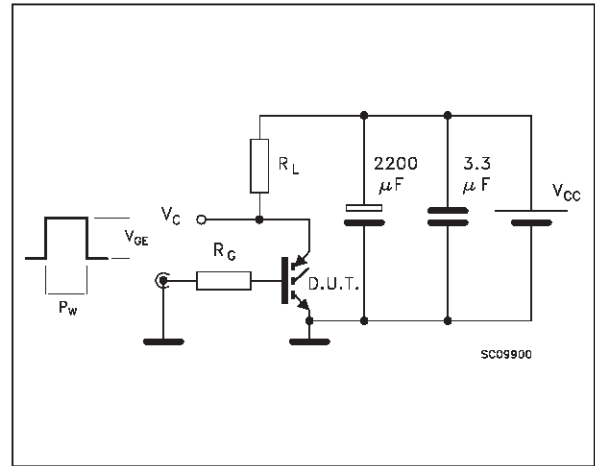 R_L
2200
μF
3.3
μF
V_CC
V_C
V_GE
R_G
D.U.T.
P_W
SC09900